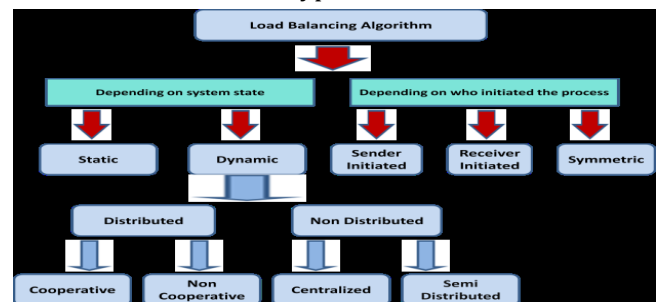 Load Balancing Algorithm
Depending on system state
Depending on who initiated the process
Static
Dynamic
Sender
Initiated
Receiver
Initiated
Symmetric
Distributed
Non Distributed
Cooperative
Non
Cooperative
Centralized
Semi
Distributed